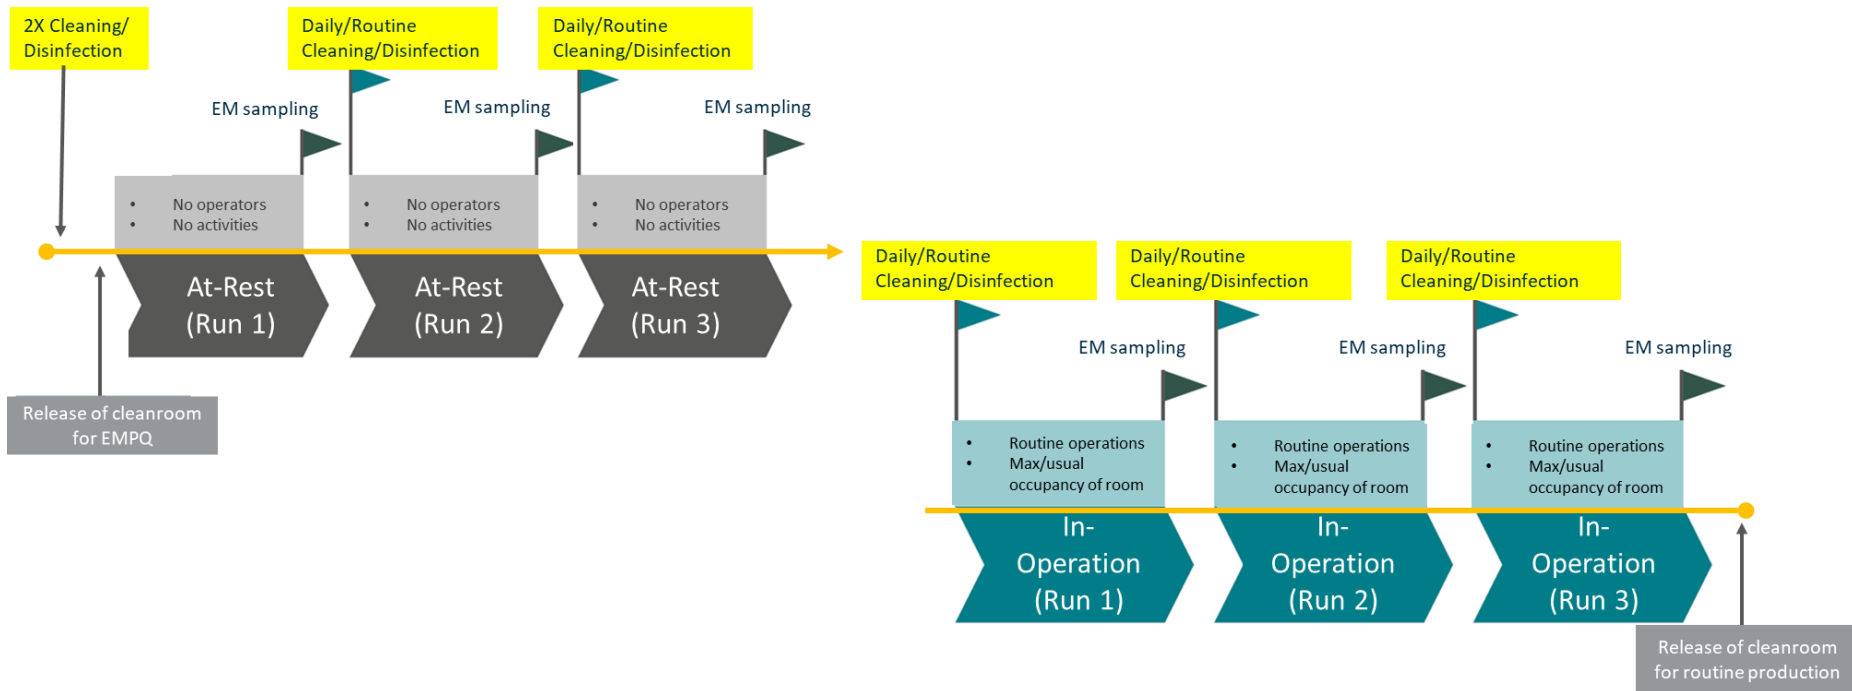 2X Cleaning/
Disinfection
Daily/Routine
Cleaning/Disinfection
Daily/Routine
Cleaning/Disinfection
EM sampling
EM sampling
EM sampling
• No operators
• No activities
• No operators
• No activities
• No operators
• No activities
At-Rest
(Run 1)
At-Rest
(Run 2)
At-Rest
(Run 3)
Release of cleanroom
for EMPQ
Daily/Routine
Cleaning/Disinfection
Daily/Routine
Cleaning/Disinfection
Daily/Routine
Cleaning/Disinfection
EM sampling
EM sampling
EM sampling
• Routine operations
• Max/usual
occupancy of room
• Routine operations
• Max/usual
occupancy of room
• Routine operations
• Max/usual
occupancy of room
In-
Operation
(Run 1)
In-
Operation
(Run 2)
In-
Operation
(Run 3)
Release of cleanroom
for routine production